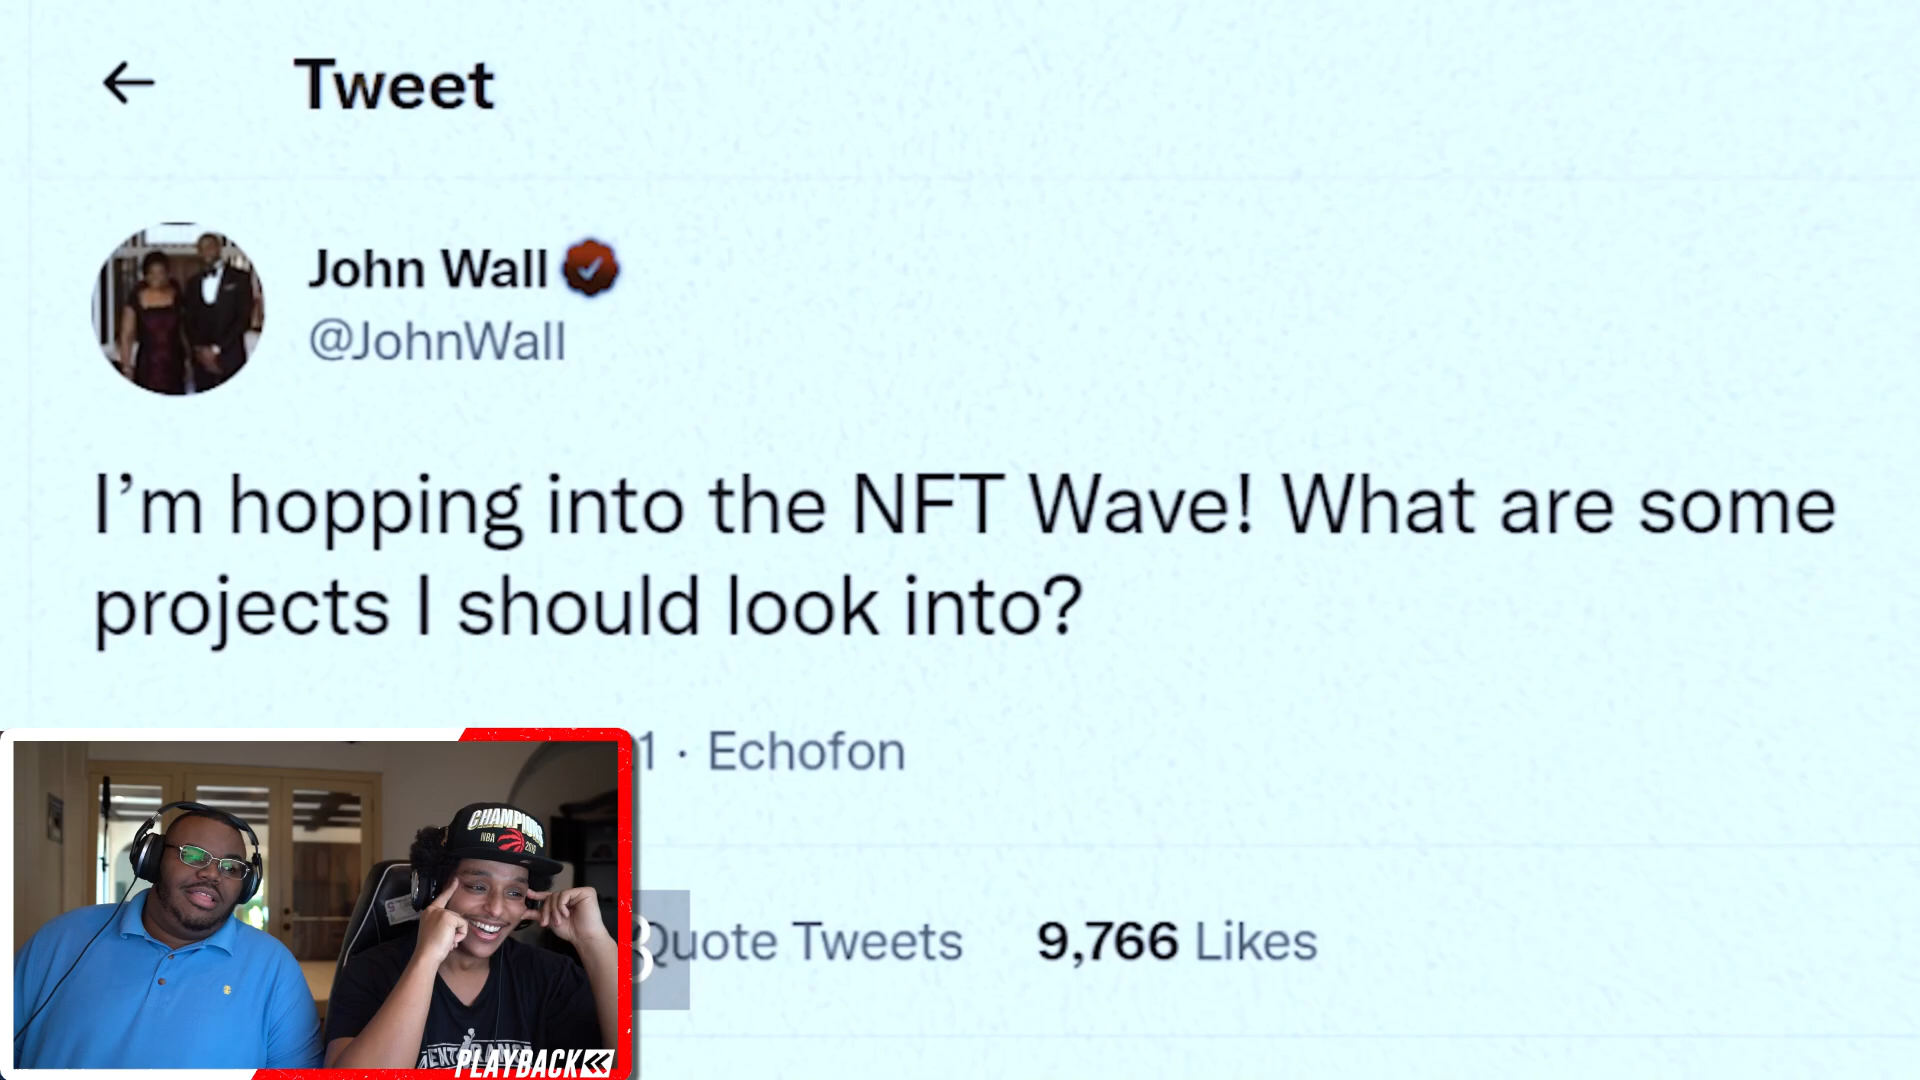 Tweet
John Wall
@JohnWall
I’m hopping into the NFT Wave! What are some
projects I should look into?
1 · Echofon
Quote Tweets 9,766 Likes
CHAMPIONS
NBA 2019
PLAYBACK